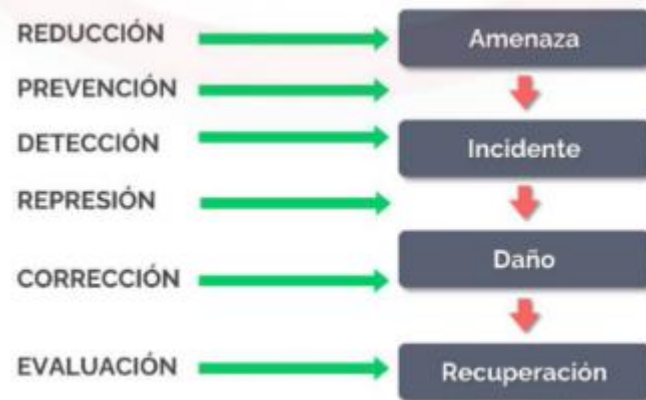 REDUCCIÓN
Amenaza
PREVENCIÓN
DETECCIÓN
Incidente
REPRESIÓN
Daño
CORRECCIÓN
EVALUACIÓN
Recuperación